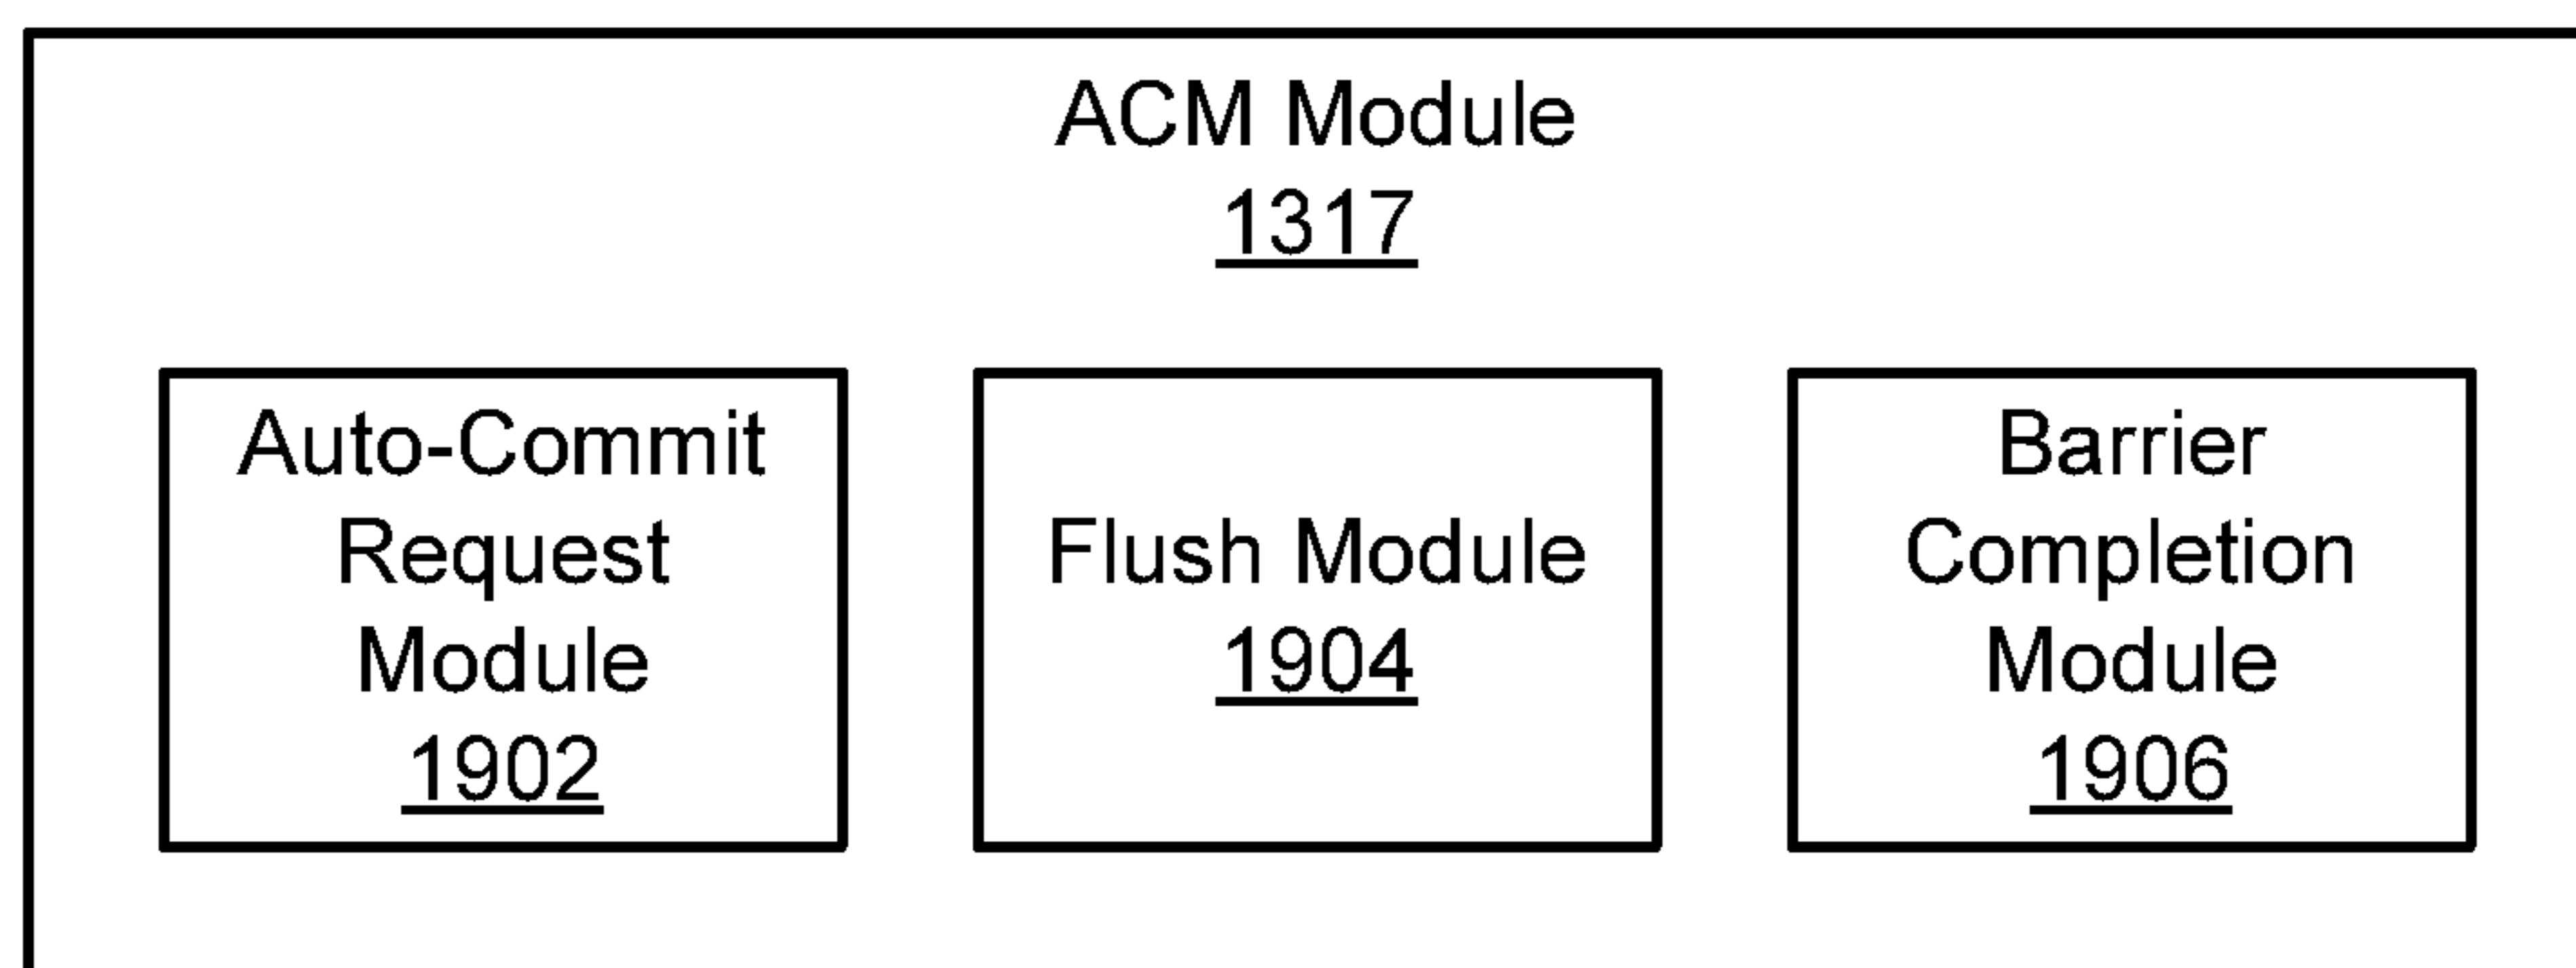 ACM Module
1317
Auto-Commit
Request
Module
1902
Flush Module
1904
Barrier
Completion
Module
1906